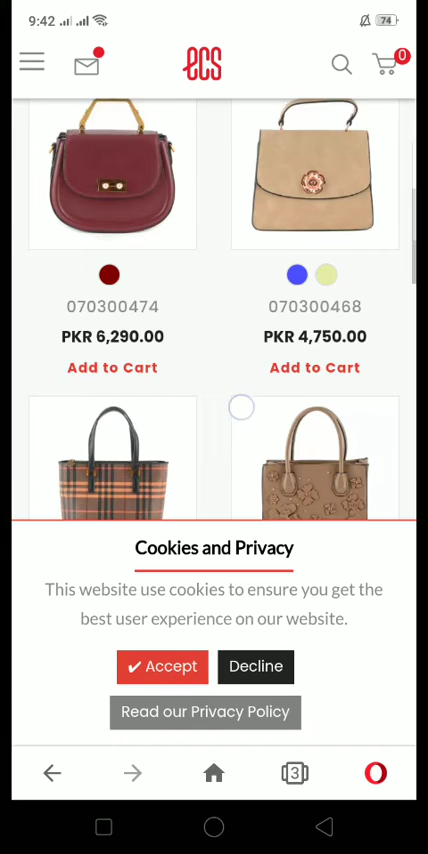 9:42
74
ecs
0
070300474
070300468
PKR 6,290.00
PKR 4,750.00
Add to Cart
Add to Cart
Cookies and Privacy
This website use cookies to ensure you get the
best user experience on our website.
✔ Accept
Decline
Read our Privacy Policy
3